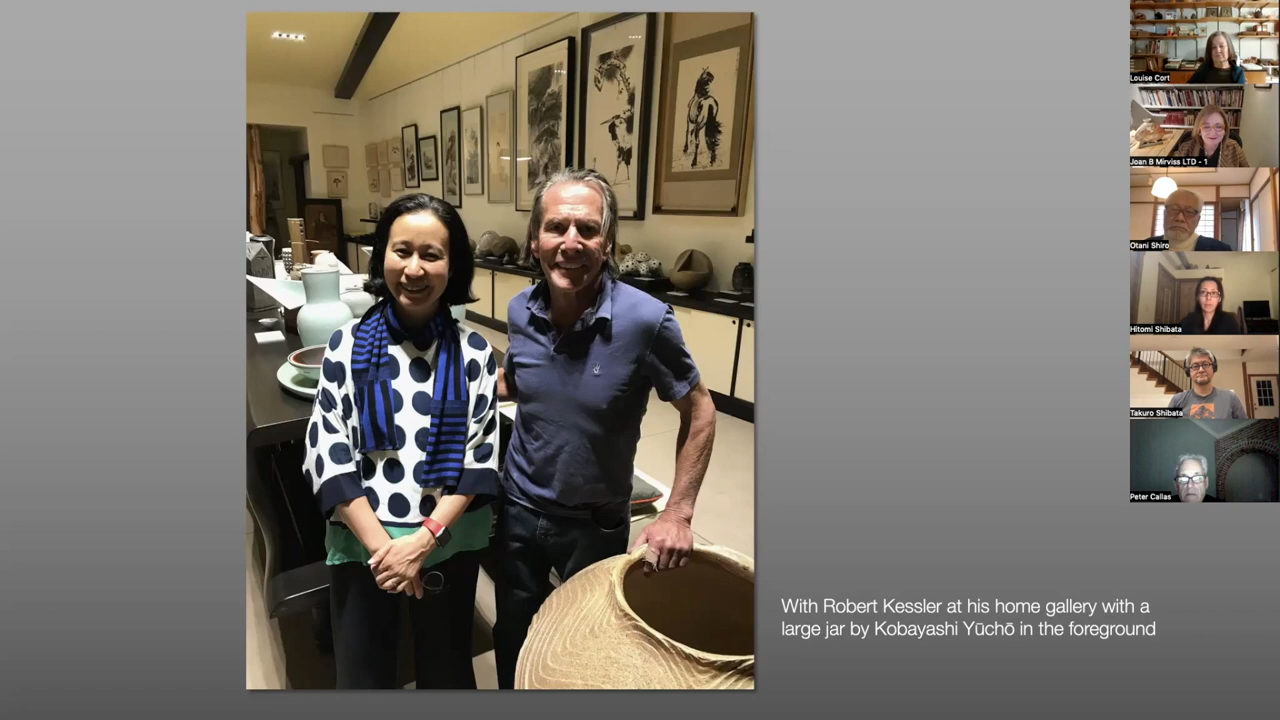 Louise Cort
Joan B Mirviss LTD - 1
Otani Shiro
Hitomi Shibata
Takuro Shibata
Peter Callas
With Robert Kessler at his home gallery with a
large jar by Kobayashi Yūchō in the foreground